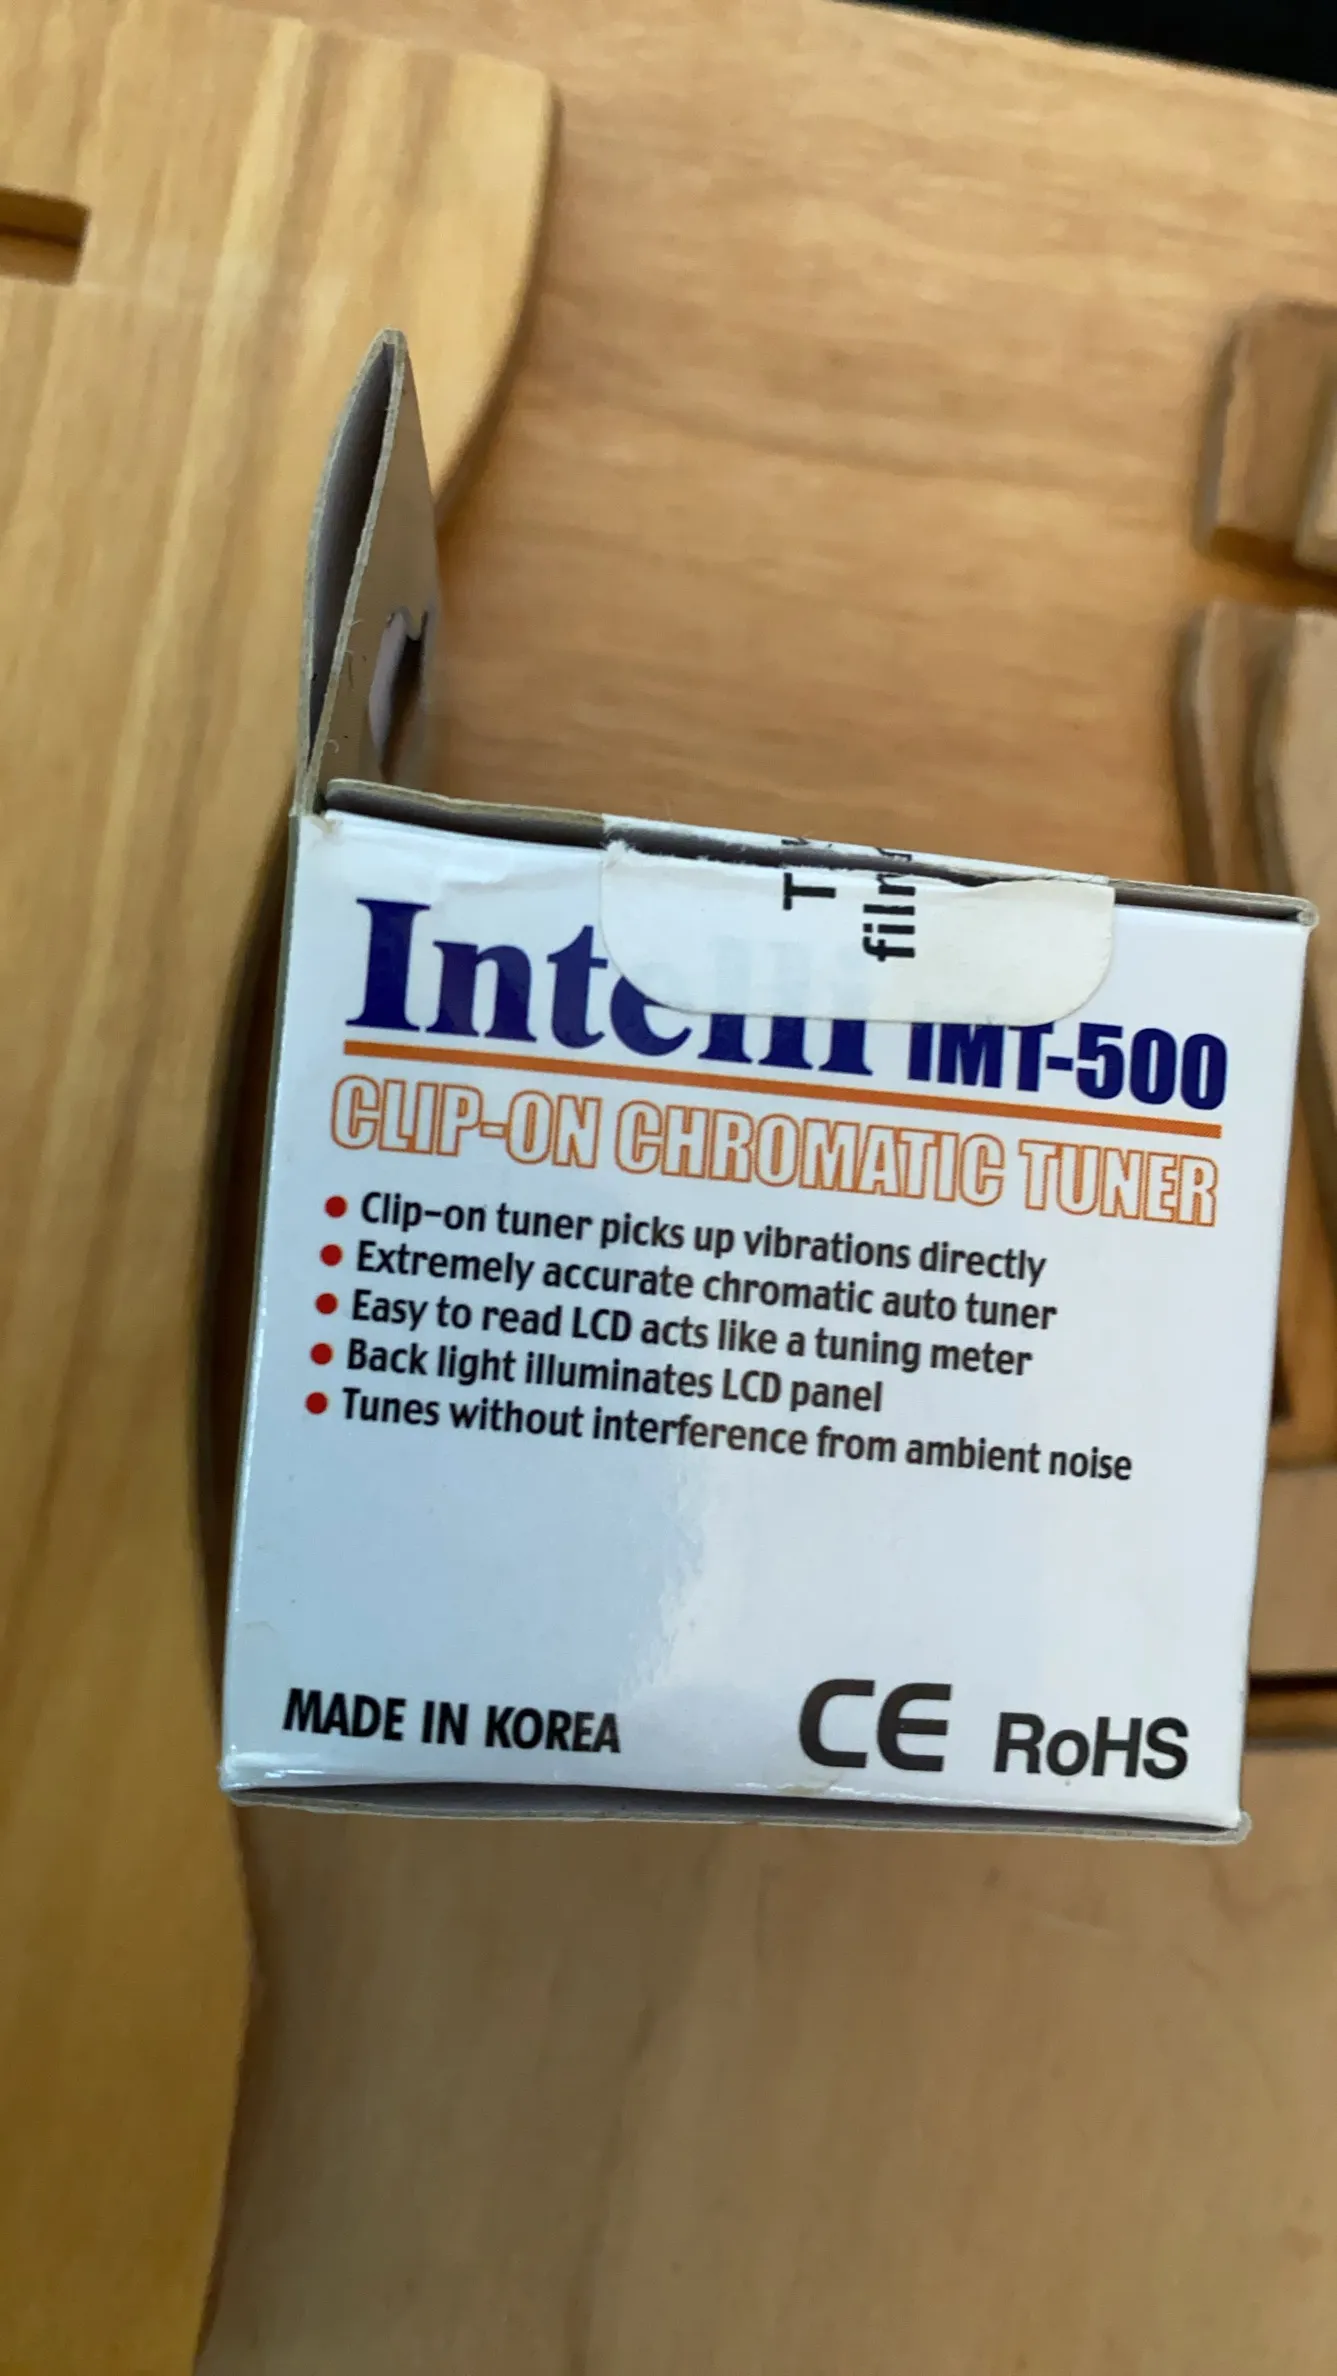 T
film
Intelli IMT-500
CLIP-ON CHROMATIC TUNER
Clip-on tuner picks up vibrations directly
Extremely accurate chromatic auto tuner
Easy to read LCD acts like a tuning meter
Back light illuminates LCD panel
Tunes without interference from ambient noise
MADE IN KOREA
CE RoHS